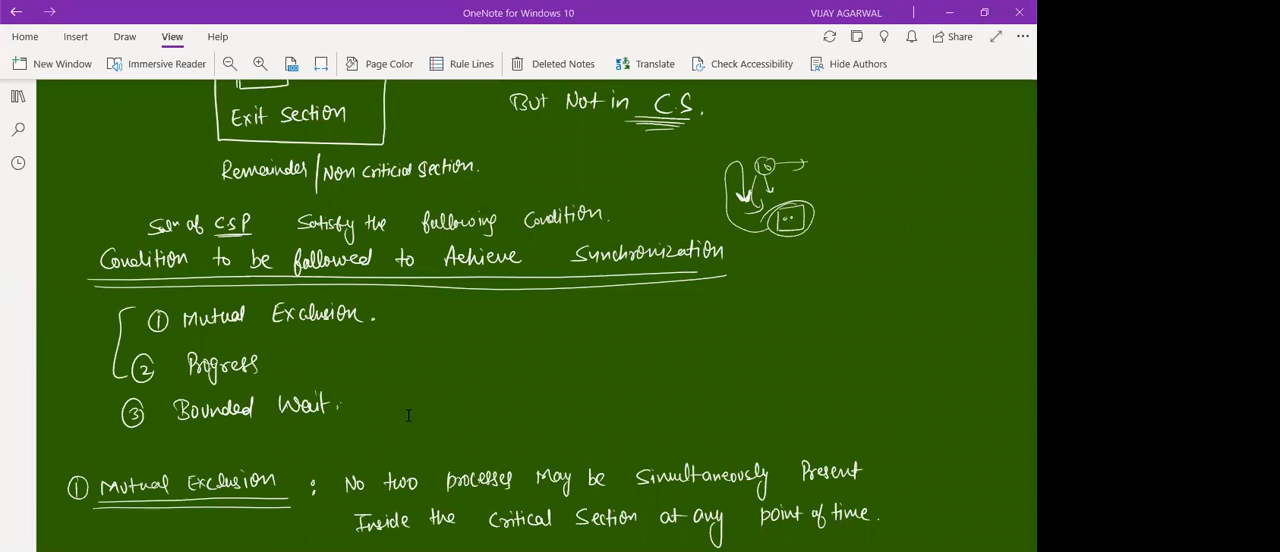 OneNote for Windows 10
VIJAY AGARWAL
Home Insert Draw View Help
Share
New Window Immersive Reader Page Color Rule Lines Deleted Notes Translate Check Accessibility Hide Authors
Exit section
But Not in C.S.
Remainder/Non criticial section.
Soln of CSP Satisfy the following Condition.
Condition to be followed to Achieve Synchronization
① Mutual Exclusion.
② Progress
③ Bounded Wait.
① Mutual Exclusion : No two processes May be Simultaneously Present
Inside the Critical Section at any point of time.